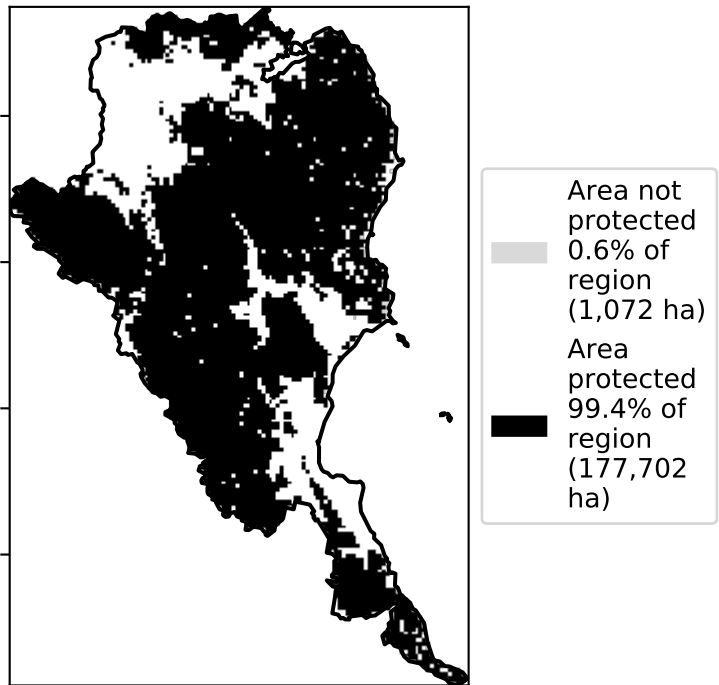 Area not
protected
0.6% of
region
(1,072 ha)
Area
protected
99.4% of
region
(177,702
ha)